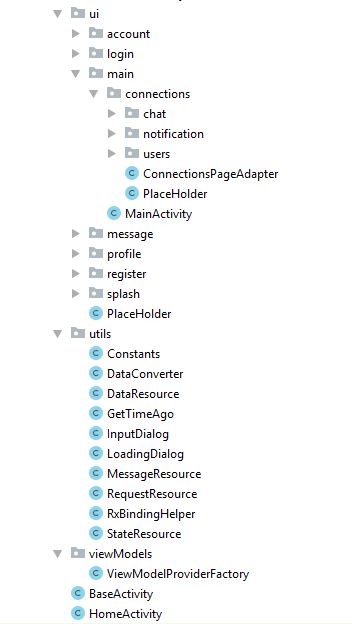 ui
account
login
main
connections
chat
notification
users
ConnectionsPageAdapter
PlaceHolder
MainActivity
message
profile
register
splash
PlaceHolder
utils
Constants
DataConverter
DataResource
GetTimeAgo
InputDialog
LoadingDialog
MessageResource
RequestResource
RxBindingHelper
StateResource
viewModels
ViewModelProviderFactory
BaseActivity
HomeActivity